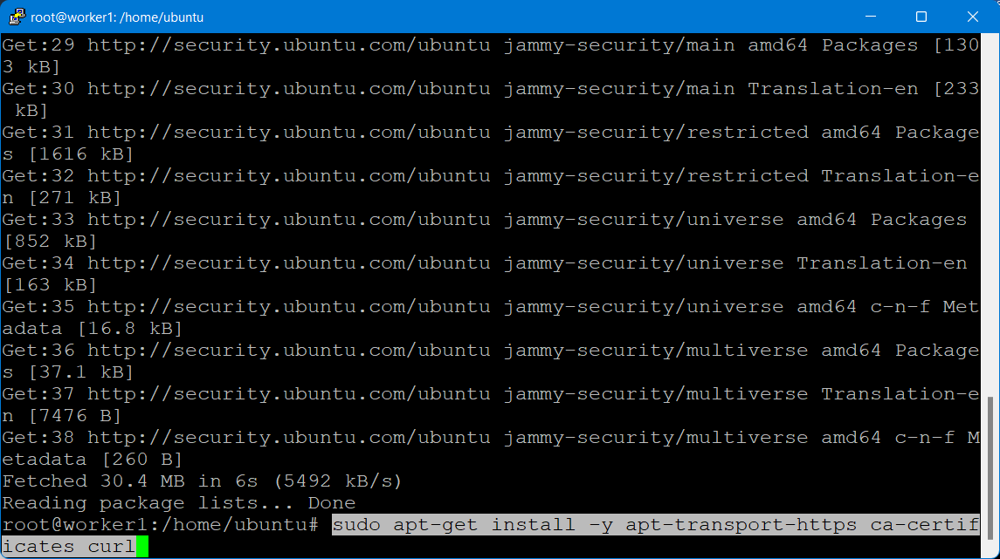 root@worker1: /home/ubuntu
Get:29 http://security.ubuntu.com/ubuntu jammy-security/main amd64 Packages [130
3 kB]
Get:30 http://security.ubuntu.com/ubuntu jammy-security/main Translation-en [233
 kB]
Get:31 http://security.ubuntu.com/ubuntu jammy-security/restricted amd64 Package
s [1616 kB]
Get:32 http://security.ubuntu.com/ubuntu jammy-security/restricted Translation-e
n [271 kB]
Get:33 http://security.ubuntu.com/ubuntu jammy-security/universe amd64 Packages
[852 kB]
Get:34 http://security.ubuntu.com/ubuntu jammy-security/universe Translation-en
[163 kB]
Get:35 http://security.ubuntu.com/ubuntu jammy-security/universe amd64 c-n-f Met
adata [16.8 kB]
Get:36 http://security.ubuntu.com/ubuntu jammy-security/multiverse amd64 Package
s [37.1 kB]
Get:37 http://security.ubuntu.com/ubuntu jammy-security/multiverse Translation-e
n [7476 B]
Get:38 http://security.ubuntu.com/ubuntu jammy-security/multiverse amd64 c-n-f M
etadata [260 B]
Fetched 30.4 MB in 6s (5492 kB/s)
Reading package lists... Done
root@worker1:/home/ubuntu# sudo apt-get install -y apt-transport-https ca-certif
icates curl